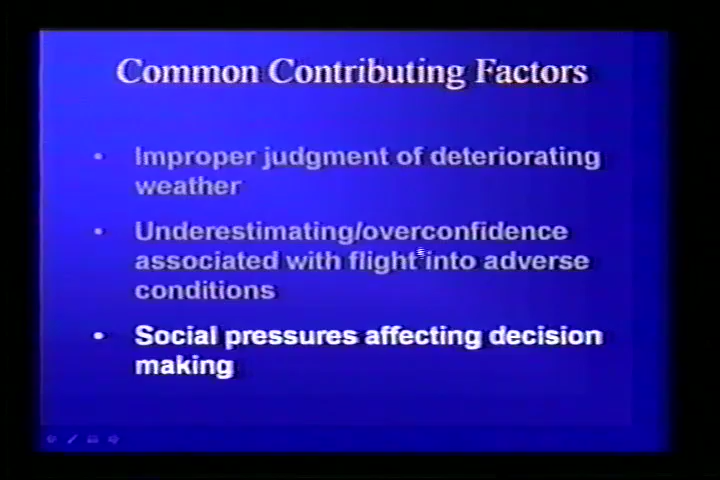 Common Contributing Factors
• Improper judgment of deteriorating
weather
• Underestimating/overconfidence
associated with flight into adverse
conditions
• Social pressures affecting decision
making